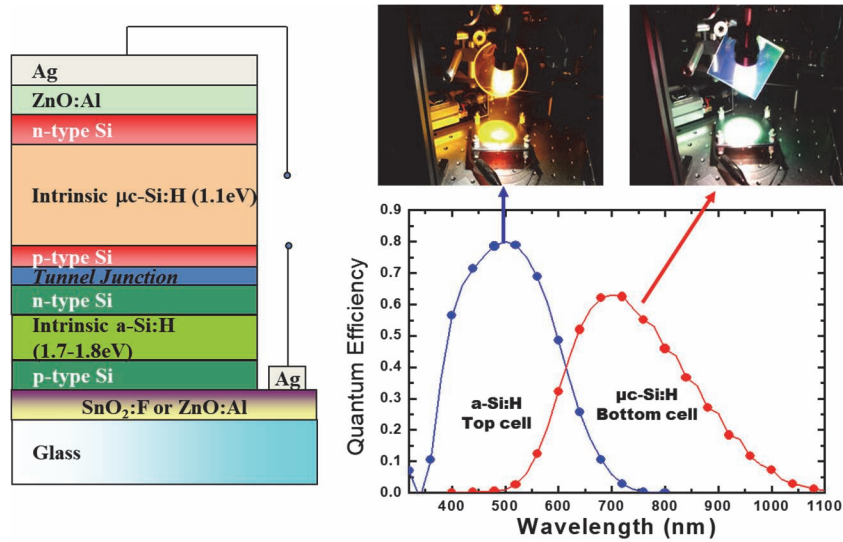 Ag
ZnO:Al
n-type Si
Intrinsic µc-Si:H (1.1eV)
p-type Si
Tunnel Junction
n-type Si
Intrinsic a-Si:H
(1.7-1.8eV)
p-type Si
Ag
SnO₂:F or ZnO:Al
Glass
Quantum Efficiency
0.9
0.8
0.7
0.6
0.5
0.4
0.3
0.2
0.1
0.0
a-Si:H
Top cell
µc-Si:H
Bottom cell
400 500 600 700 800 900 1000 1100
Wavelength (nm)